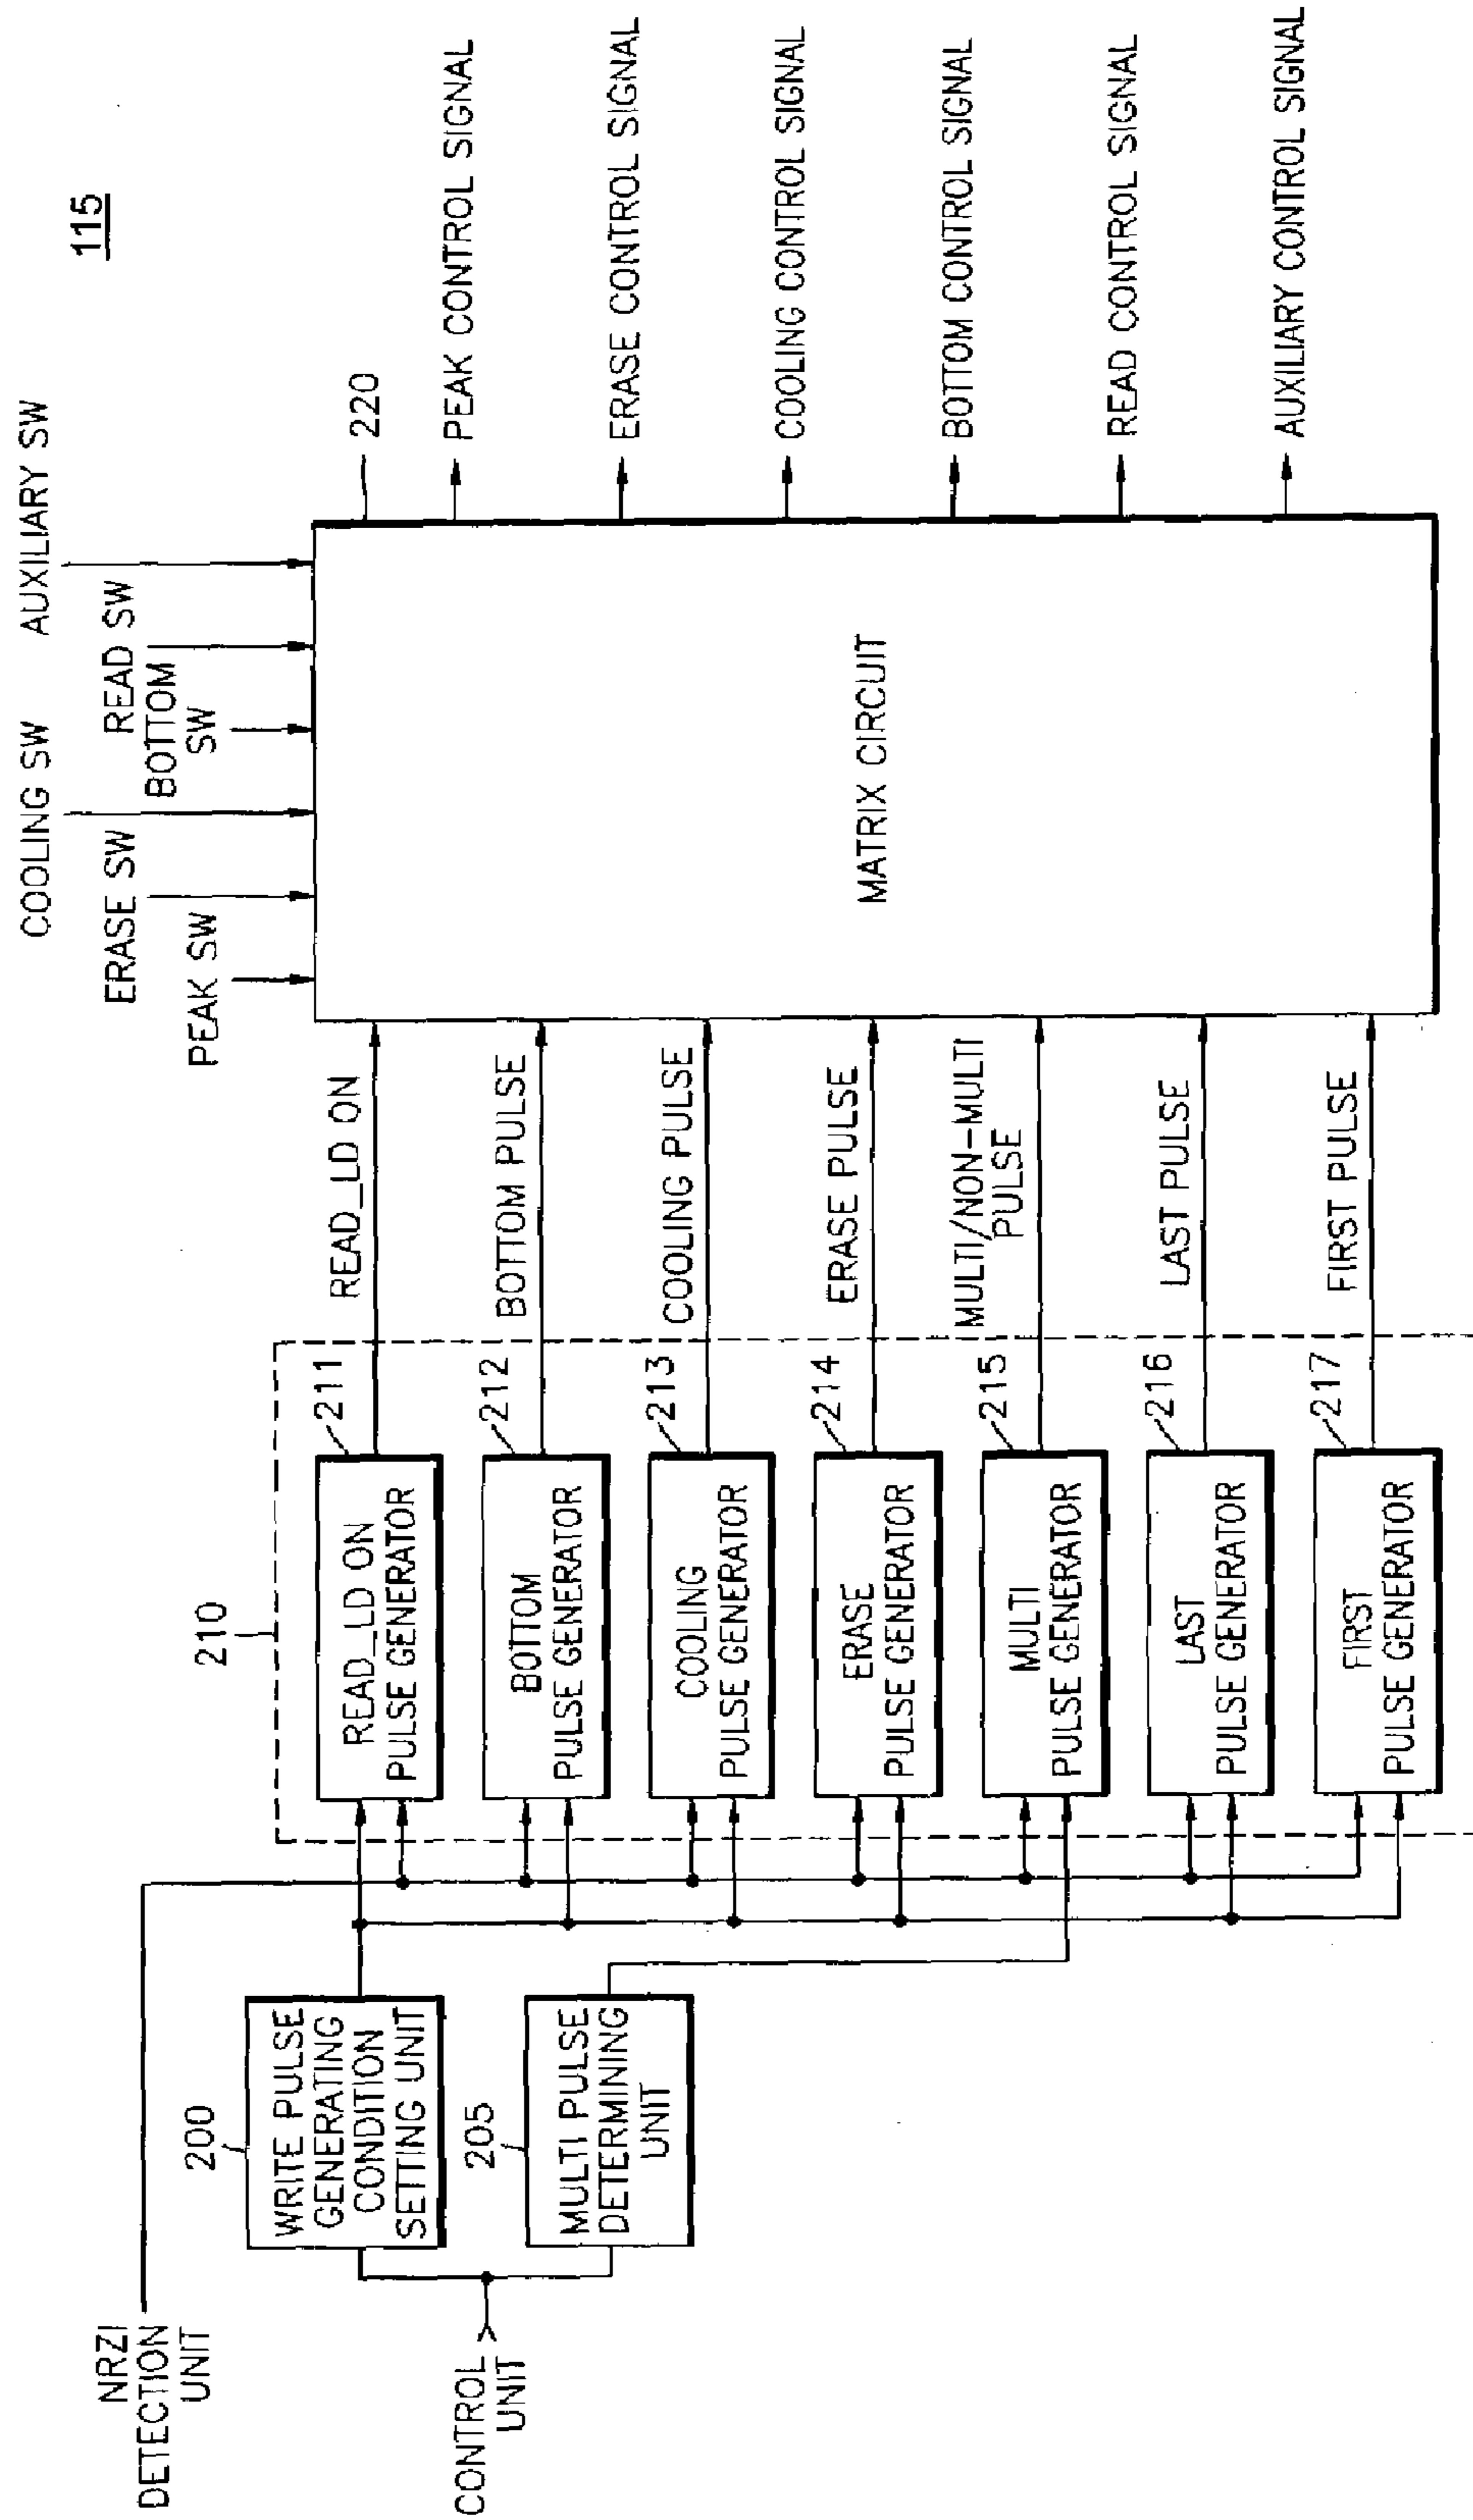 115
COOLING SW
AUXILIARY SW
ERASE SW
READ SW
PEAK SW
BOTTOM
SW
220
NRZI
DETECTION
UNIT
CONTROL
UNIT
200
WRITE PULSE
GENERATING
CONDITION
SETTING UNIT
205
MULTI PULSE
DETERMINING
UNIT
210
READ_LD ON
PULSE GENERATOR
211
READ_LD ON
BOTTOM
PULSE GENERATOR
212
BOTTOM PULSE
COOLING
PULSE GENERATOR
213
COOLING PULSE
ERASE
PULSE GENERATOR
214
ERASE PULSE
MULTI
PULSE GENERATOR
215
MULTI/NON-MULTI
PULSE
LAST
PULSE GENERATOR
216
LAST PULSE
FIRST
PULSE GENERATOR
217
FIRST PULSE
MATRIX CIRCUIT
PEAK CONTROL SIGNAL
ERASE CONTROL SIGNAL
COOLING CONTROL SIGNAL
BOTTOM CONTROL SIGNAL
READ CONTROL SIGNAL
AUXILIARY CONTROL SIGNAL